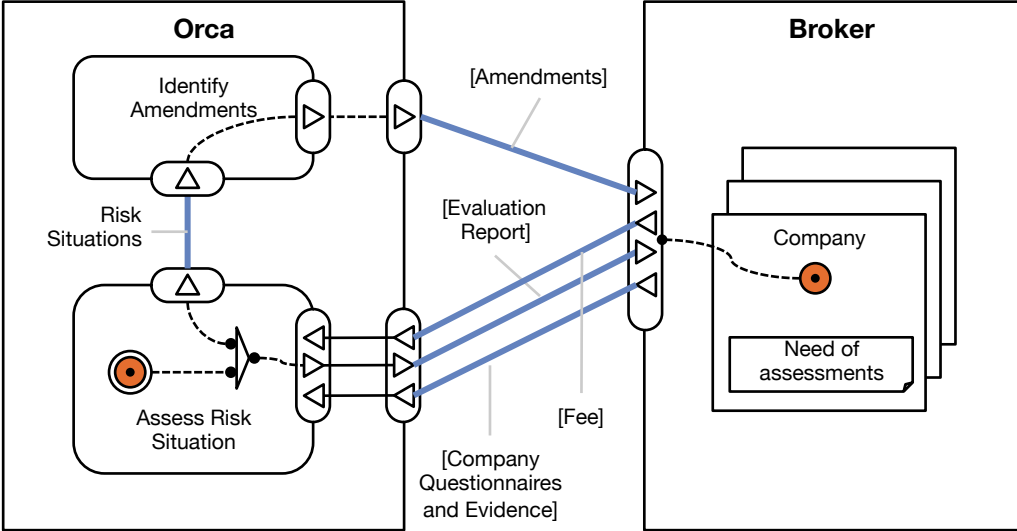 Orca
Broker
Identify
Amendments
[Amendments]
Risk
Situations
[Evaluation
Report]
Company
Need of
assessments
Assess Risk
Situation
[Fee]
[Company
Questionnaires
and Evidence]